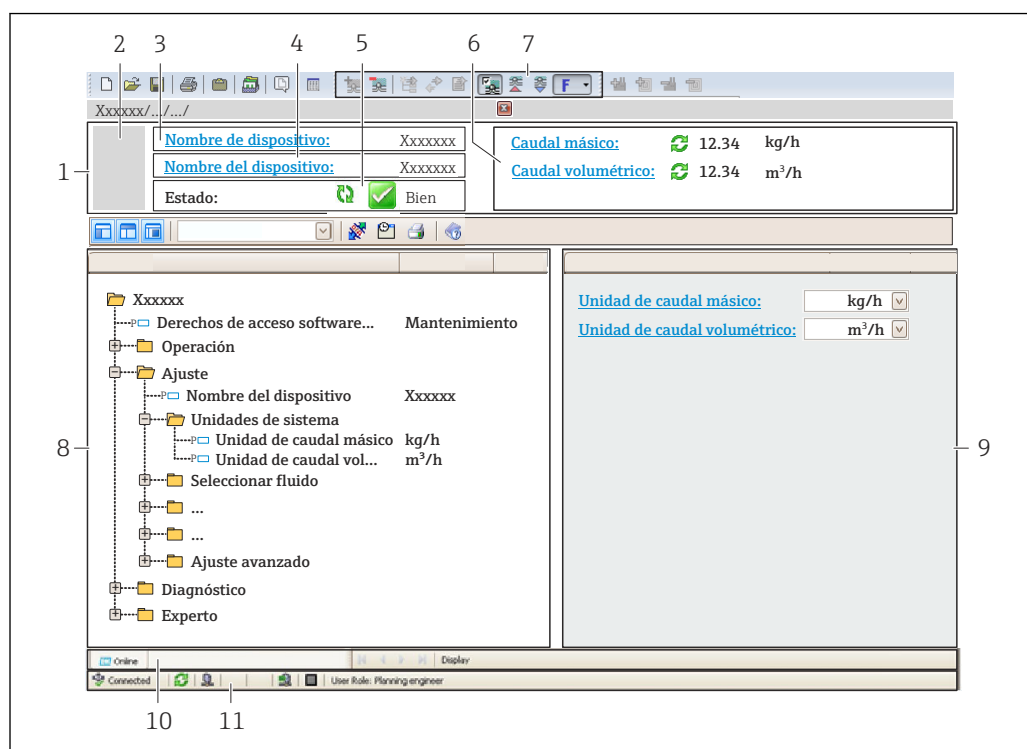 2 3 4 5 6 7
F
Xxxxxx/.../.../
1
Nombre de dispositivo: Xxxxxxx
Nombre del dispositivo: Xxxxxxx
Estado: Bien
Caudal másico: 12.34 kg/h
Caudal volumétrico: 12.34 m³/h
Xxxxxx
P Derechos de acceso software... Mantenimiento
Operación
Ajuste
P Nombre del dispositivo Xxxxxx
Unidades de sistema
P Unidad de caudal másico kg/h
P Unidad de caudal vol... m³/h
Seleccionar fluido
...
...
Ajuste avanzado
Diagnóstico
Experto
8
Unidad de caudal másico: kg/h
Unidad de caudal volumétrico: m³/h
9
Online Display
Connected User Role: Planning engineer
10 11